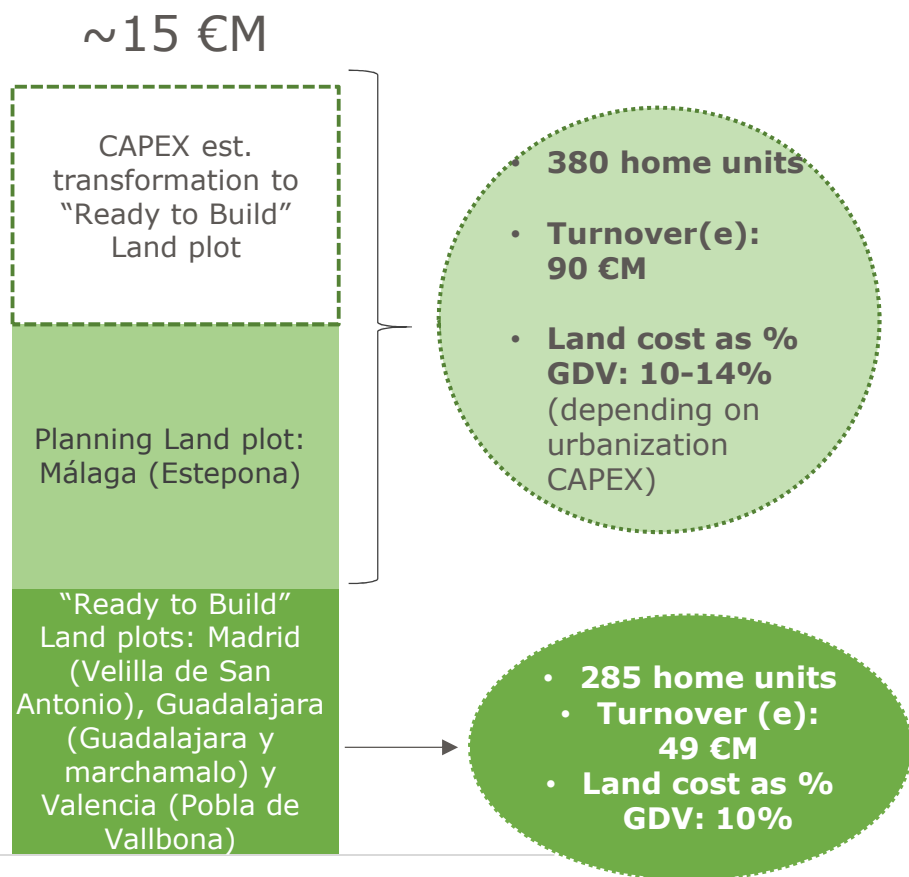 ~15 €M
CAPEX est.
transformation to
“Ready to Build”
Land plot
Planning Land plot:
Málaga (Estepona)
“Ready to Build”
Land plots: Madrid
(Velilla de San
Antonio), Guadalajara
(Guadalajara y
marchamalo) y
Valencia (Pobla de
Vallbona)
• 380 home units
• Turnover(e):
90 €M
• Land cost as %
GDV: 10-14%
(depending on
urbanization
CAPEX)
• 285 home units
• Turnover (e):
49 €M
• Land cost as %
GDV: 10%